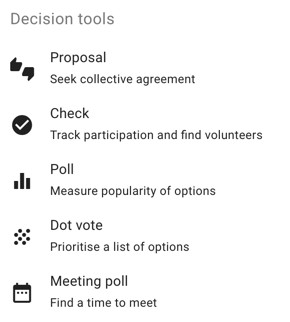 Decision tools
Proposal
Seek collective agreement
Check
Track participation and find volunteers
Poll
Measure popularity of options
Dot vote
Prioritise a list of options
Meeting poll
Find a time to meet